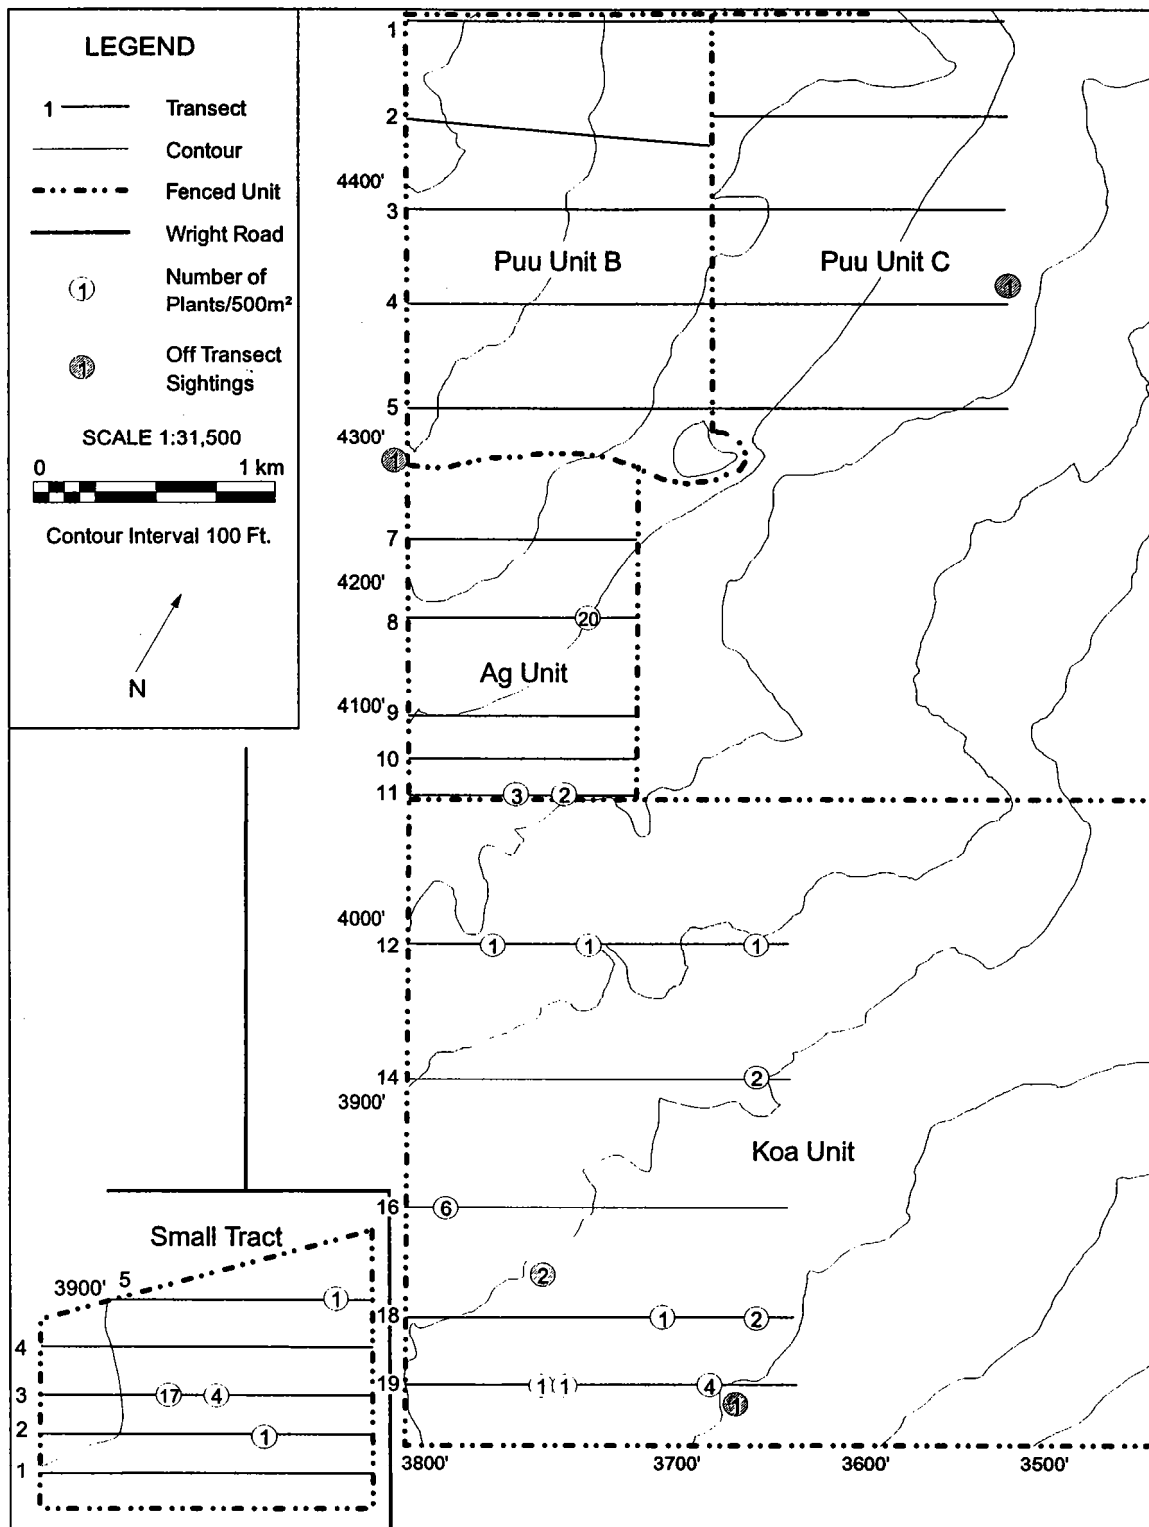 LEGEND
1 Transect
Contour
Fenced Unit
Wright Road
1 Number of
Plants/500m²
1 Off Transect
Sightings
SCALE 1:31,500
0 1 km
Contour Interval 100 Ft.
N
1
2
4400'
3
Puu Unit B
Puu Unit C
1
4
5
4300'
1
7
4200'
8
20
Ag Unit
4100'
9
10
11
3
2
4000'
12
1
1
1
14
2
3900'
Koa Unit
16
6
Small Tract
2
3900'
5
1
18
1
2
4
3
17
4
19
1
1
4
1
2
1
1
3800'
3700'
3600'
3500'